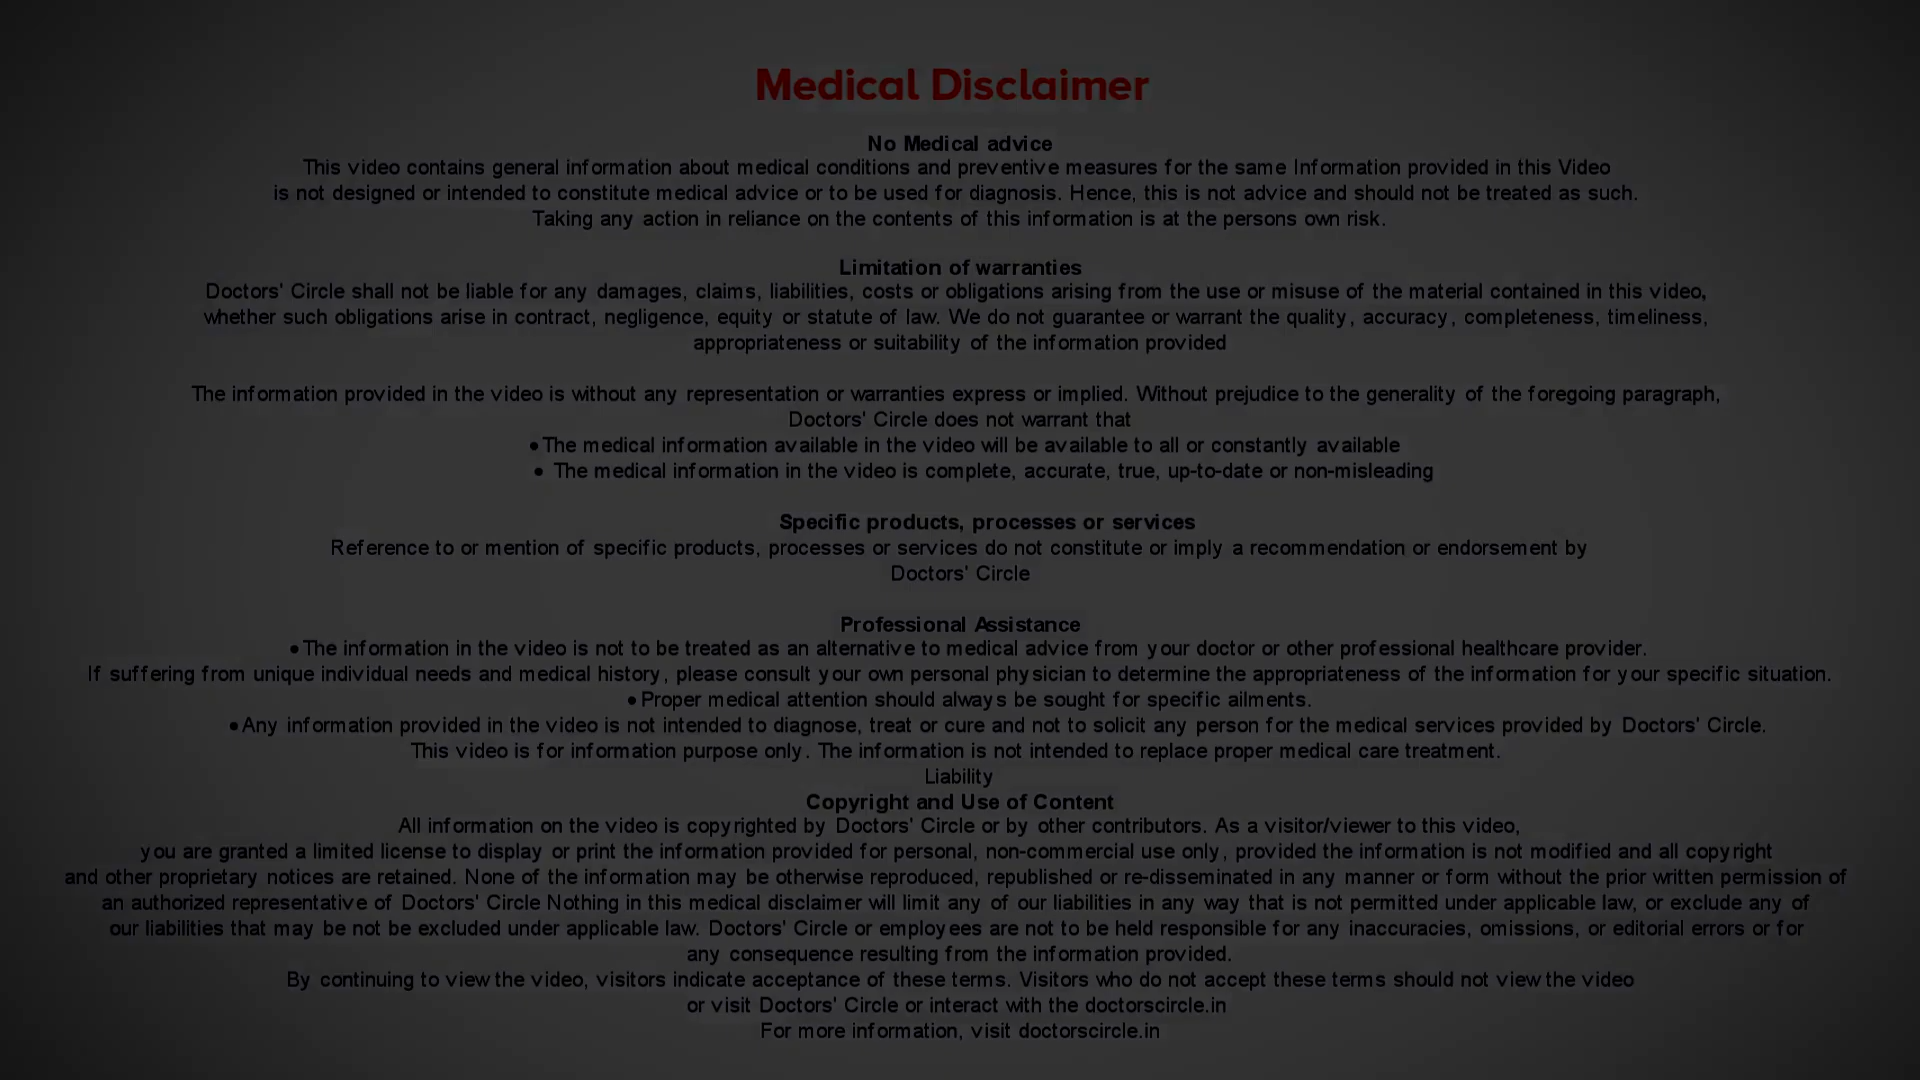 Medical Disclaimer
No Medical advice
This video contains general information about medical conditions and preventive measures for the same Information provided in this Video
is not designed or intended to constitute medical advice or to be used for diagnosis. Hence, this is not advice and should not be treated as such.
Taking any action in reliance on the contents of this information is at the persons own risk.
Limitation of warranties
Doctors' Circle shall not be liable for any damages, claims, liabilities, costs or obligations arising from the use or misuse of the material contained in this video,
whether such obligations arise in contract, negligence, equity or statute of law. We do not guarantee or warrant the quality, accuracy, completeness, timeliness,
appropriateness or suitability of the information provided
The information provided in the video is without any representation or warranties express or implied. Without prejudice to the generality of the foregoing paragraph,
Doctors' Circle does not warrant that
•The medical information available in the video will be available to all or constantly available
• The medical information in the video is complete, accurate, true, up-to-date or non-misleading
Specific products, processes or services
Reference to or mention of specific products, processes or services do not constitute or imply a recommendation or endorsement by
Doctors' Circle
Professional Assistance
•The information in the video is not to be treated as an alternative to medical advice from your doctor or other professional healthcare provider.
If suffering from unique individual needs and medical history, please consult your own personal physician to determine the appropriateness of the information for your specific situation.
•Proper medical attention should always be sought for specific ailments.
•Any information provided in the video is not intended to diagnose, treat or cure and not to solicit any person for the medical services provided by Doctors' Circle.
This video is for information purpose only. The information is not intended to replace proper medical care treatment.
Liability
Copyright and Use of Content
All information on the video is copyrighted by Doctors' Circle or by other contributors. As a visitor/viewer to this video,
you are granted a limited license to display or print the information provided for personal, non-commercial use only, provided the information is not modified and all copyright
and other proprietary notices are retained. None of the information may be otherwise reproduced, republished or re-disseminated in any manner or form without the prior written permission of
an authorized representative of Doctors' Circle Nothing in this medical disclaimer will limit any of our liabilities in any way that is not permitted under applicable law, or exclude any of
our liabilities that may be not be excluded under applicable law. Doctors' Circle or employees are not to be held responsible for any inaccuracies, omissions, or editorial errors or for
any consequence resulting from the information provided.
By continuing to view the video, visitors indicate acceptance of these terms. Visitors who do not accept these terms should not view the video
or visit Doctors' Circle or interact with the doctorscircle.in
For more information, visit doctorscircle.in